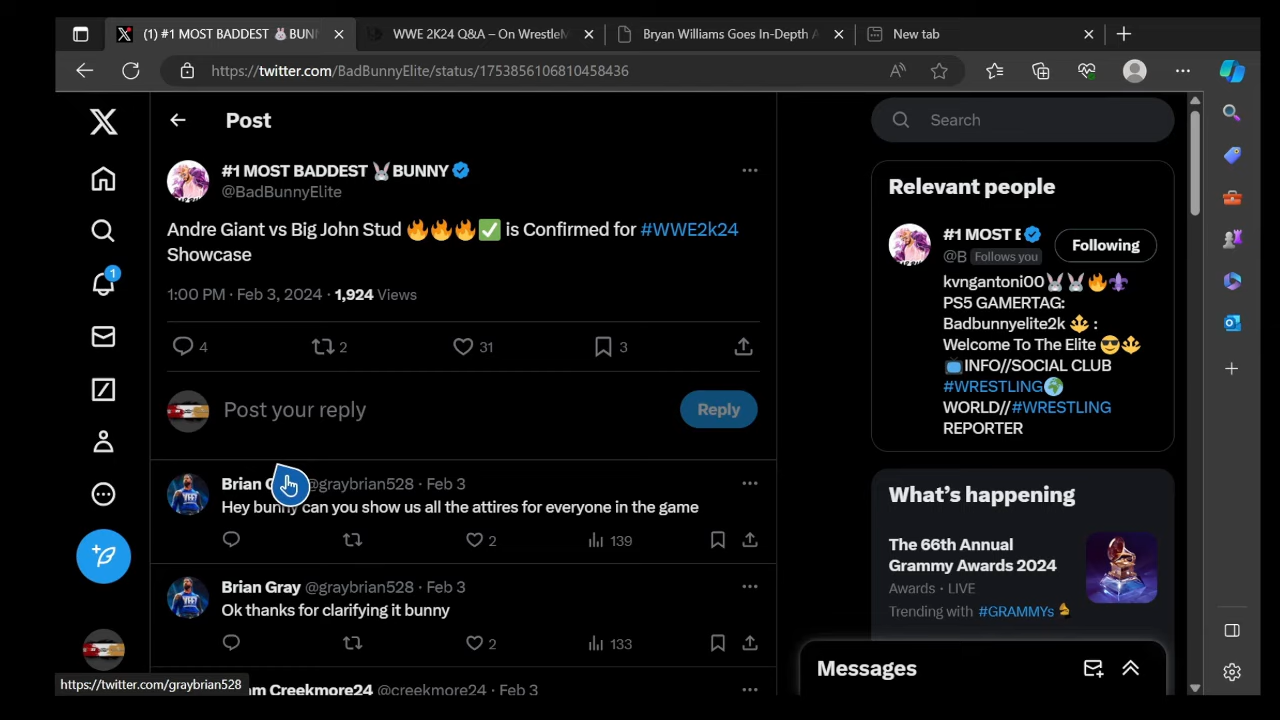 (1) #1 MOST BADDEST 🐰BUNN
WWE 2K24 Q&A – On WrestleM
Bryan Williams Goes In-Depth A
New tab
https://twitter.com/BadBunnyElite/status/1753856106810458436
Post
Search
#1 MOST BADDEST 🐰BUNNY
@BadBunnyElite
Andre Giant vs Big John Stud 🔥🔥🔥✅ is Confirmed for #WWE2k24
Showcase
1:00 PM · Feb 3, 2024 · 1,924 Views
4 2 31 3
Post your reply
Reply
Brian @graybrian528 · Feb 3
Hey bunny can you show us all the attires for everyone in the game
2 139
Brian Gray @graybrian528 · Feb 3
Ok thanks for clarifying it bunny
2 133
am Creekmore24 @creekmore24 · Feb 3
https://twitter.com/graybrian528
1
Relevant people
#1 MOST E
Following
@B Follows you
kvngantoni00🐰🐰🔥⚜️
PS5 GAMERTAG:
Badbunnyelite2k 🔱 :
Welcome To The Elite 😎🔱
📺INFO//SOCIAL CLUB
#WRESTLING🌍
WORLD//#WRESTLING
REPORTER
What's happening
The 66th Annual
Grammy Awards 2024
Awards · LIVE
Trending with #GRAMMYs
Messages